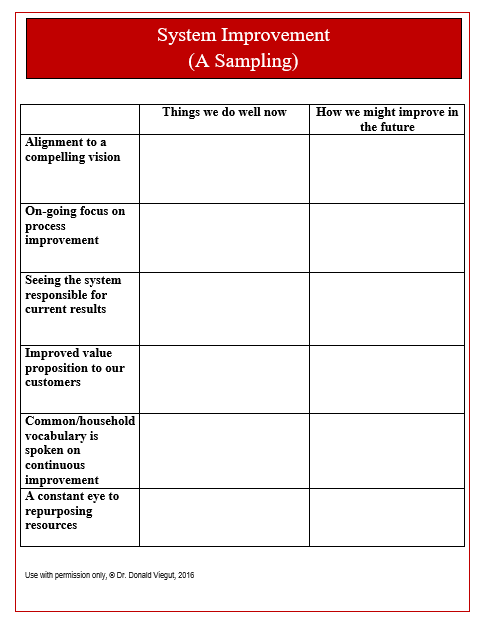 System Improvement
(A Sampling)
Things we do well now
How we might improve in
the future
Alignment to a
compelling vision
On-going focus on
process
improvement
Seeing the system
responsible for
current results
Improved value
proposition to our
customers
Common/household
vocabulary is
spoken on
continuous
improvement
A constant eye to
repurposing
resources
Use with permission only, © Dr. Donald Viegut, 2016